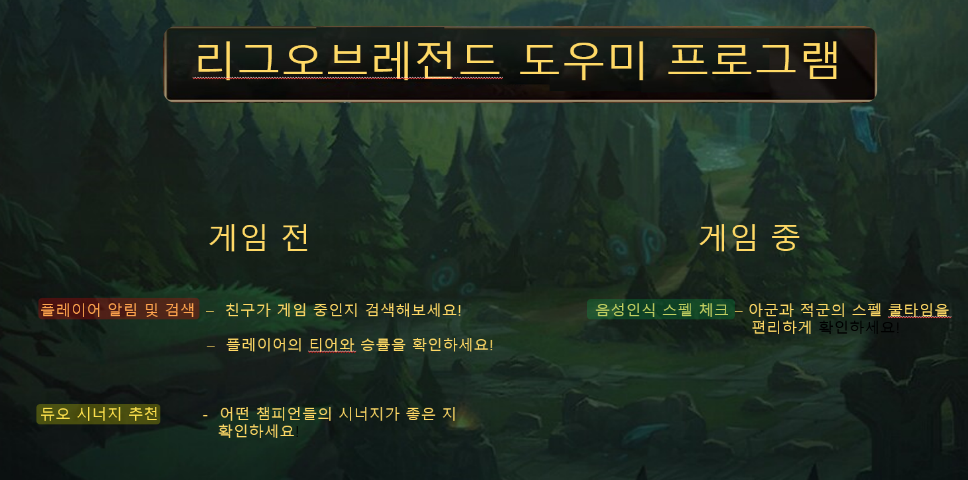 리그오브레전드 도우미 프로그램
게임 전
플레이어 알림 및 검색 – 친구가 게임 중인지 검색해보세요!
– 플레이어의 티어와 승률을 확인하세요!
듀오 시너지 추천 - 어떤 챔피언들의 시너지가 좋은 지
확인하세요!
게임 중
음성인식 스펠 체크 – 아군과 적군의 스펠 쿨타임을
편리하게 확인하세요!